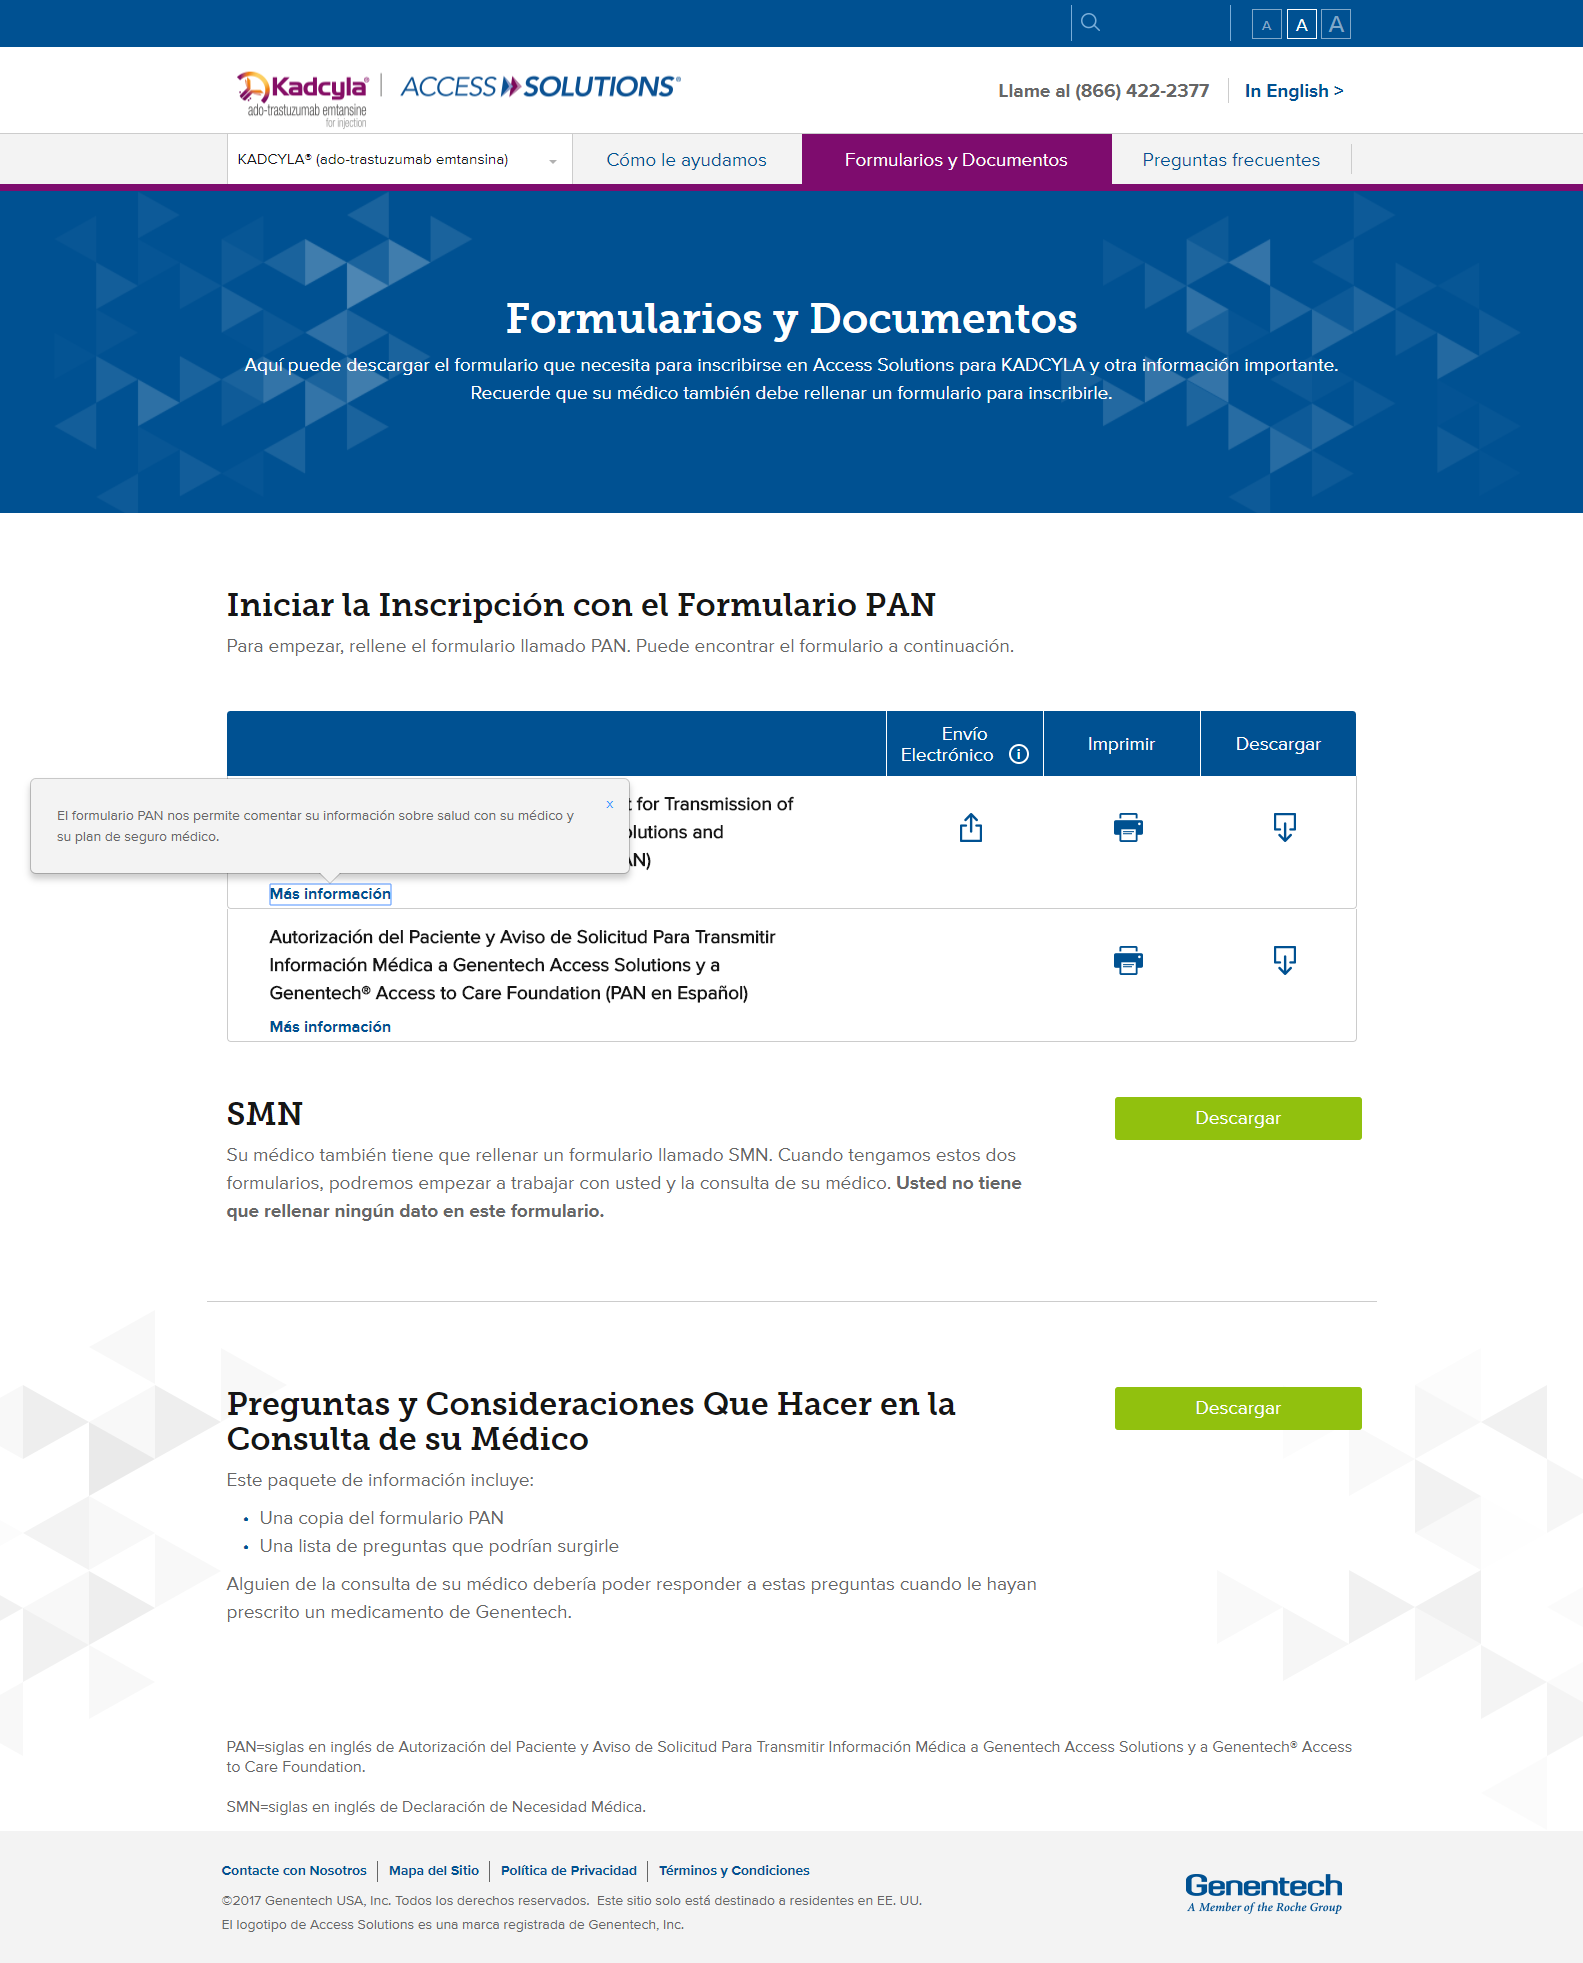 A A A
Kadcyla®
ado-trastuzumab emtansine
for injection
ACCESS SOLUTIONS®
Llame al (866) 422-2377
In English >
KADCYLA® (ado-trastuzumab emtansina)
Cómo le ayudamos
Formularios y Documentos
Preguntas frecuentes
Formularios y Documentos
Aquí puede descargar el formulario que necesita para inscribirse en Access Solutions para KADCYLA y otra información importante.
Recuerde que su médico también debe rellenar un formulario para inscribirle.
Iniciar la Inscripción con el Formulario PAN
Para empezar, rellene el formulario llamado PAN. Puede encontrar el formulario a continuación.
Envío
Electrónico
Imprimir
Descargar
El formulario PAN nos permite comentar su información sobre salud con su médico y
su plan de seguro médico.
x
for Transmission of
and
Más información
Autorización del Paciente y Aviso de Solicitud Para Transmitir
Información Médica a Genentech Access Solutions y a
Genentech® Access to Care Foundation (PAN en Español)
Más información
SMN
Descargar
Su médico también tiene que rellenar un formulario llamado SMN. Cuando tengamos estos dos
formularios, podremos empezar a trabajar con usted y la consulta de su médico. Usted no tiene
que rellenar ningún dato en este formulario.
Preguntas y Consideraciones Que Hacer en la
Consulta de su Médico
Descargar
Este paquete de información incluye:
• Una copia del formulario PAN
• Una lista de preguntas que podrían surgirle
Alguien de la consulta de su médico debería poder responder a estas preguntas cuando le hayan
prescrito un medicamento de Genentech.
PAN=siglas en inglés de Autorización del Paciente y Aviso de Solicitud Para Transmitir Información Médica a Genentech Access Solutions y a Genentech® Access
to Care Foundation.
SMN=siglas en inglés de Declaración de Necesidad Médica.
Contacte con Nosotros
Mapa del Sitio
Política de Privacidad
Términos y Condiciones
©2017 Genentech USA, Inc. Todos los derechos reservados. Este sitio solo está destinado a residentes en EE. UU.
El logotipo de Access Solutions es una marca registrada de Genentech, Inc.
Genentech
A Member of the Roche Group